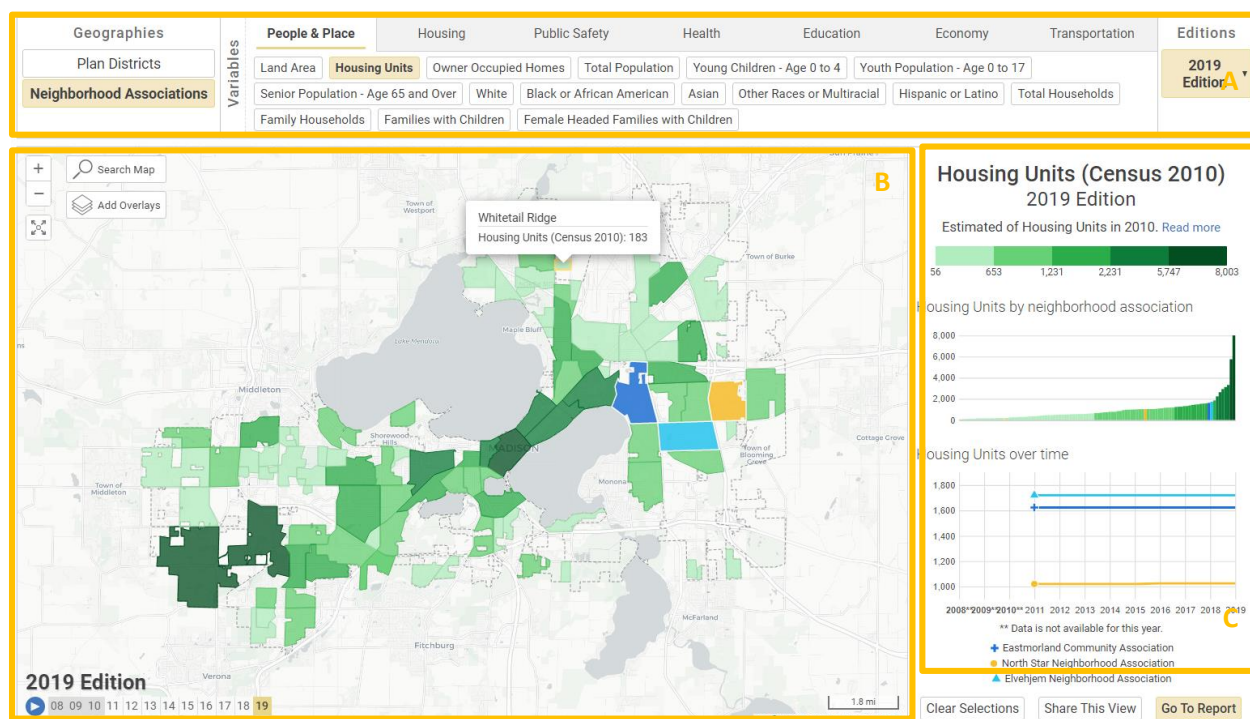 Geographies
Plan Districts
Neighborhood Associations
Variables
People & Place Housing Public Safety Health Education Economy Transportation
Land Area Housing Units Owner Occupied Homes Total Population Young Children - Age 0 to 4 Youth Population - Age 0 to 17
Senior Population - Age 65 and Over White Black or African American Asian Other Races or Multiracial Hispanic or Latino Total Households
Family Households Families with Children Female Headed Families with Children
Editions
2019
Edition
A
+
−
Search Map
Add Overlays
B
Town of
Westport
Whitetail Ridge
Housing Units (Census 2010): 183
Town of Burke
Maple Bluff
Lake Mendota
Middleton
Shorewood
Hills
MADISON
Cottage Grove
Town of
Blooming
Grove
Monona
Town of
Middleton
McFarland
Fitchburg
Verona
2019 Edition
08 09 10 11 12 13 14 15 16 17 18 19
1.8 mi
Housing Units (Census 2010)
2019 Edition
Estimated of Housing Units in 2010. Read more
56 653 1,231 2,231 5,747 8,003
Housing Units by neighborhood association
8,000
6,000
4,000
2,000
0
Housing Units over time
1,800
1,600
1,400
1,200
1,000
2008** 2009** 2010** 2011 2012 2013 2014 2015 2016 2017 2018 2019
C
** Data is not available for this year.
Eastmorland Community Association
North Star Neighborhood Association
Elvehjem Neighborhood Association
Clear Selections Share This View Go To Report